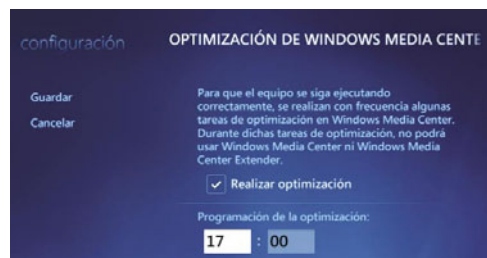 configuración
OPTIMIZACIÓN DE WINDOWS MEDIA CENTE
Guardar
Cancelar
Para que el equipo se siga ejecutando
correctamente, se realizan con frecuencia algunas
tareas de optimización en Windows Media Center.
Durante dichas tareas de optimización, no podrá
usar Windows Media Center ni Windows Media
Center Extender.
Realizar optimización
Programación de la optimización:
17 : 00